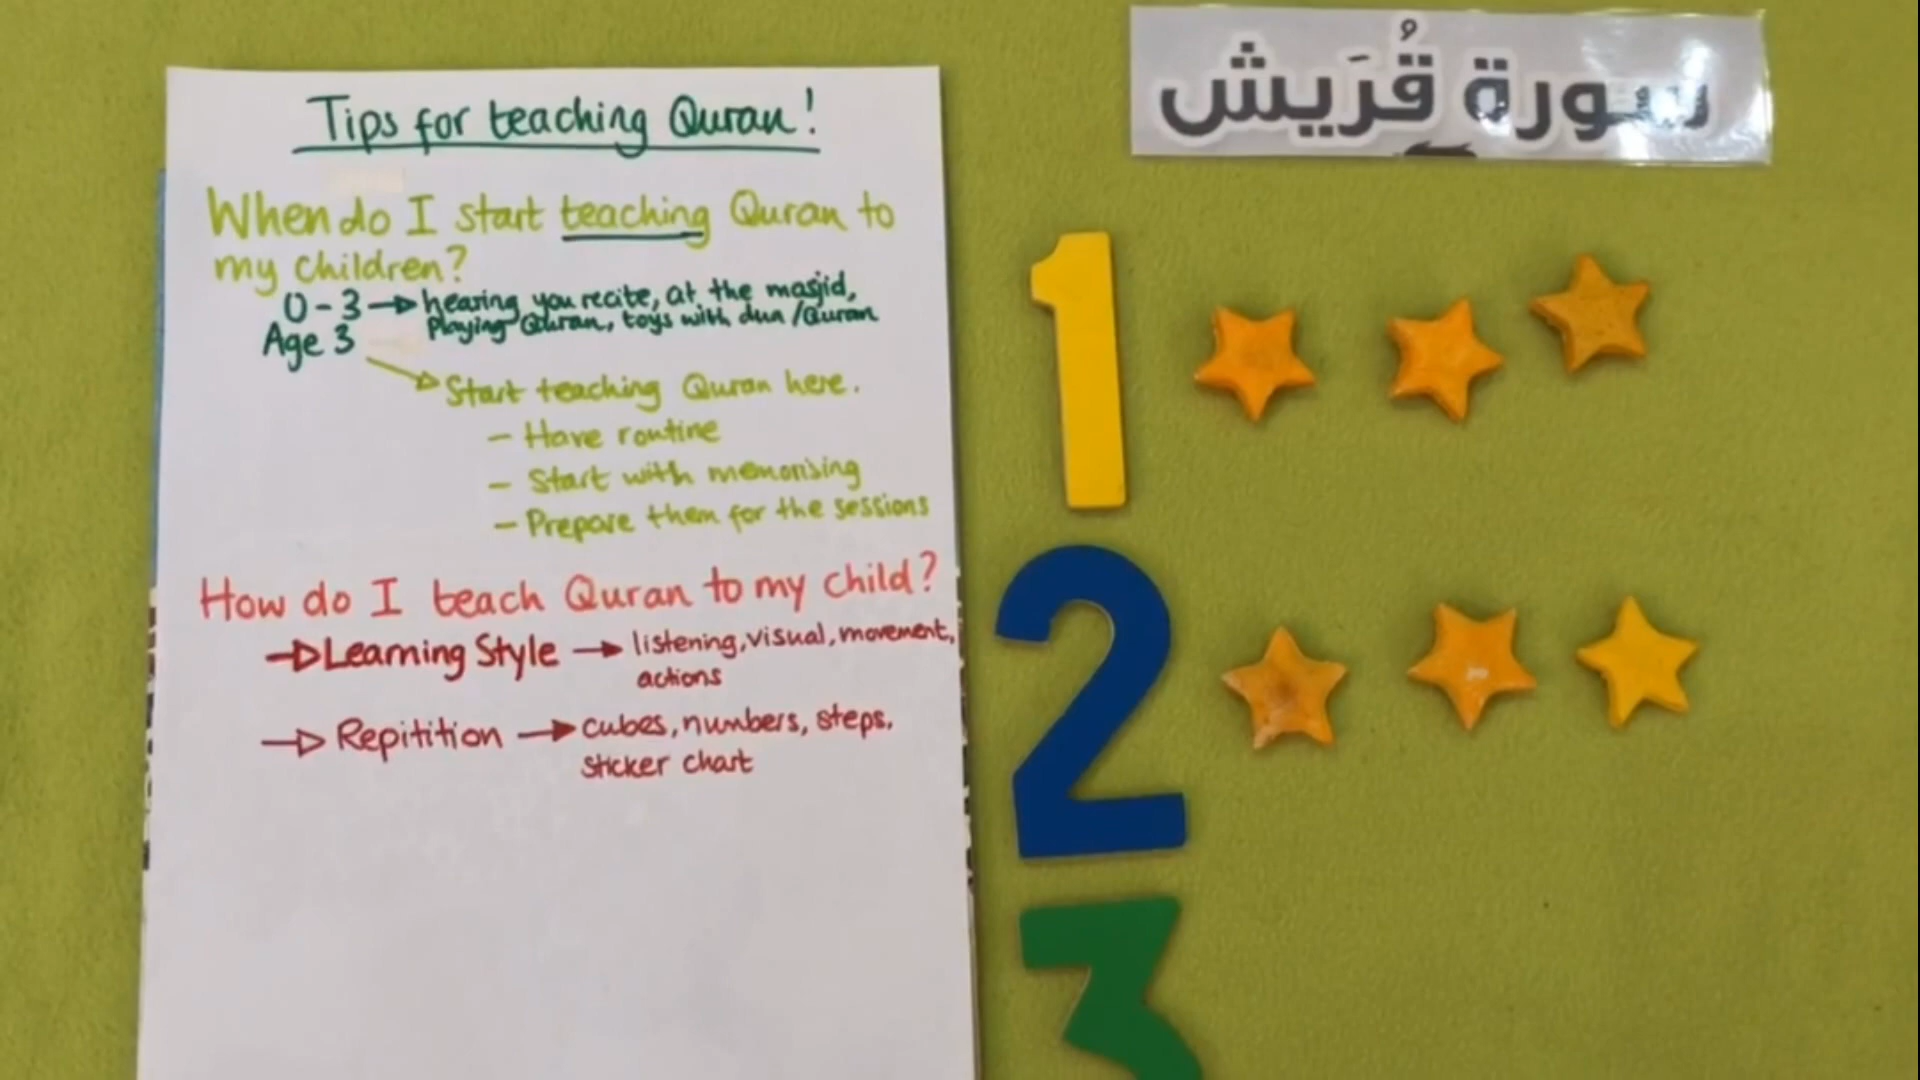 Tips for teaching Quran!
When do I start teaching Quran to
my children?
0-3 → hearing you recite, at the masjid,
playing Quran, toys with dua/Quran
Age 3
→ Start teaching Quran here.
- Have routine
- Start with memorising
- Prepare them for the sessions
How do I teach Quran to my child?
→ Learning Style → listening, visual, movement,
actions
→ Repitition → cubes, numbers, steps,
sticker chart
سورة قُرَيش
1
2
3